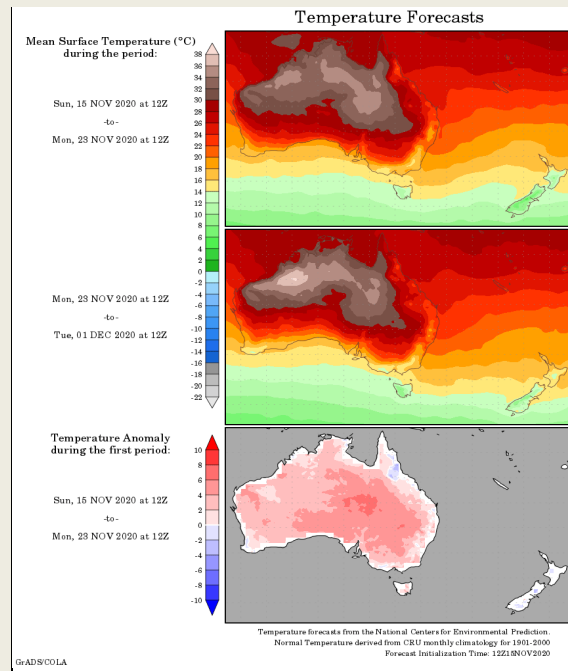 Temperature Forecasts
Mean Surface Temperature (°C)
during the period:
Sun, 15 NOV 2020 at 12Z
-to-
Mon, 23 NOV 2020 at 12Z
38
36
34
32
30
28
26
24
22
20
18
16
14
12
10
8
6
4
2
0
-2
-4
-6
-8
-10
-12
-14
-16
-18
-20
-22
Mon, 23 NOV 2020 at 12Z
-to-
Tue, 01 DEC 2020 at 12Z
Temperature Anomaly
during the first period:
Sun, 15 NOV 2020 at 12Z
-to-
Mon, 23 NOV 2020 at 12Z
10
8
6
4
2
0
-2
-4
-6
-8
-10
Temperature forecasts from the National Centers for Environmental Prediction.
Normal Temperature derived from CRU monthly climatology for 1901-2000
Forecast Initialization Time: 12Z15NOV2020
GrADS/COLA